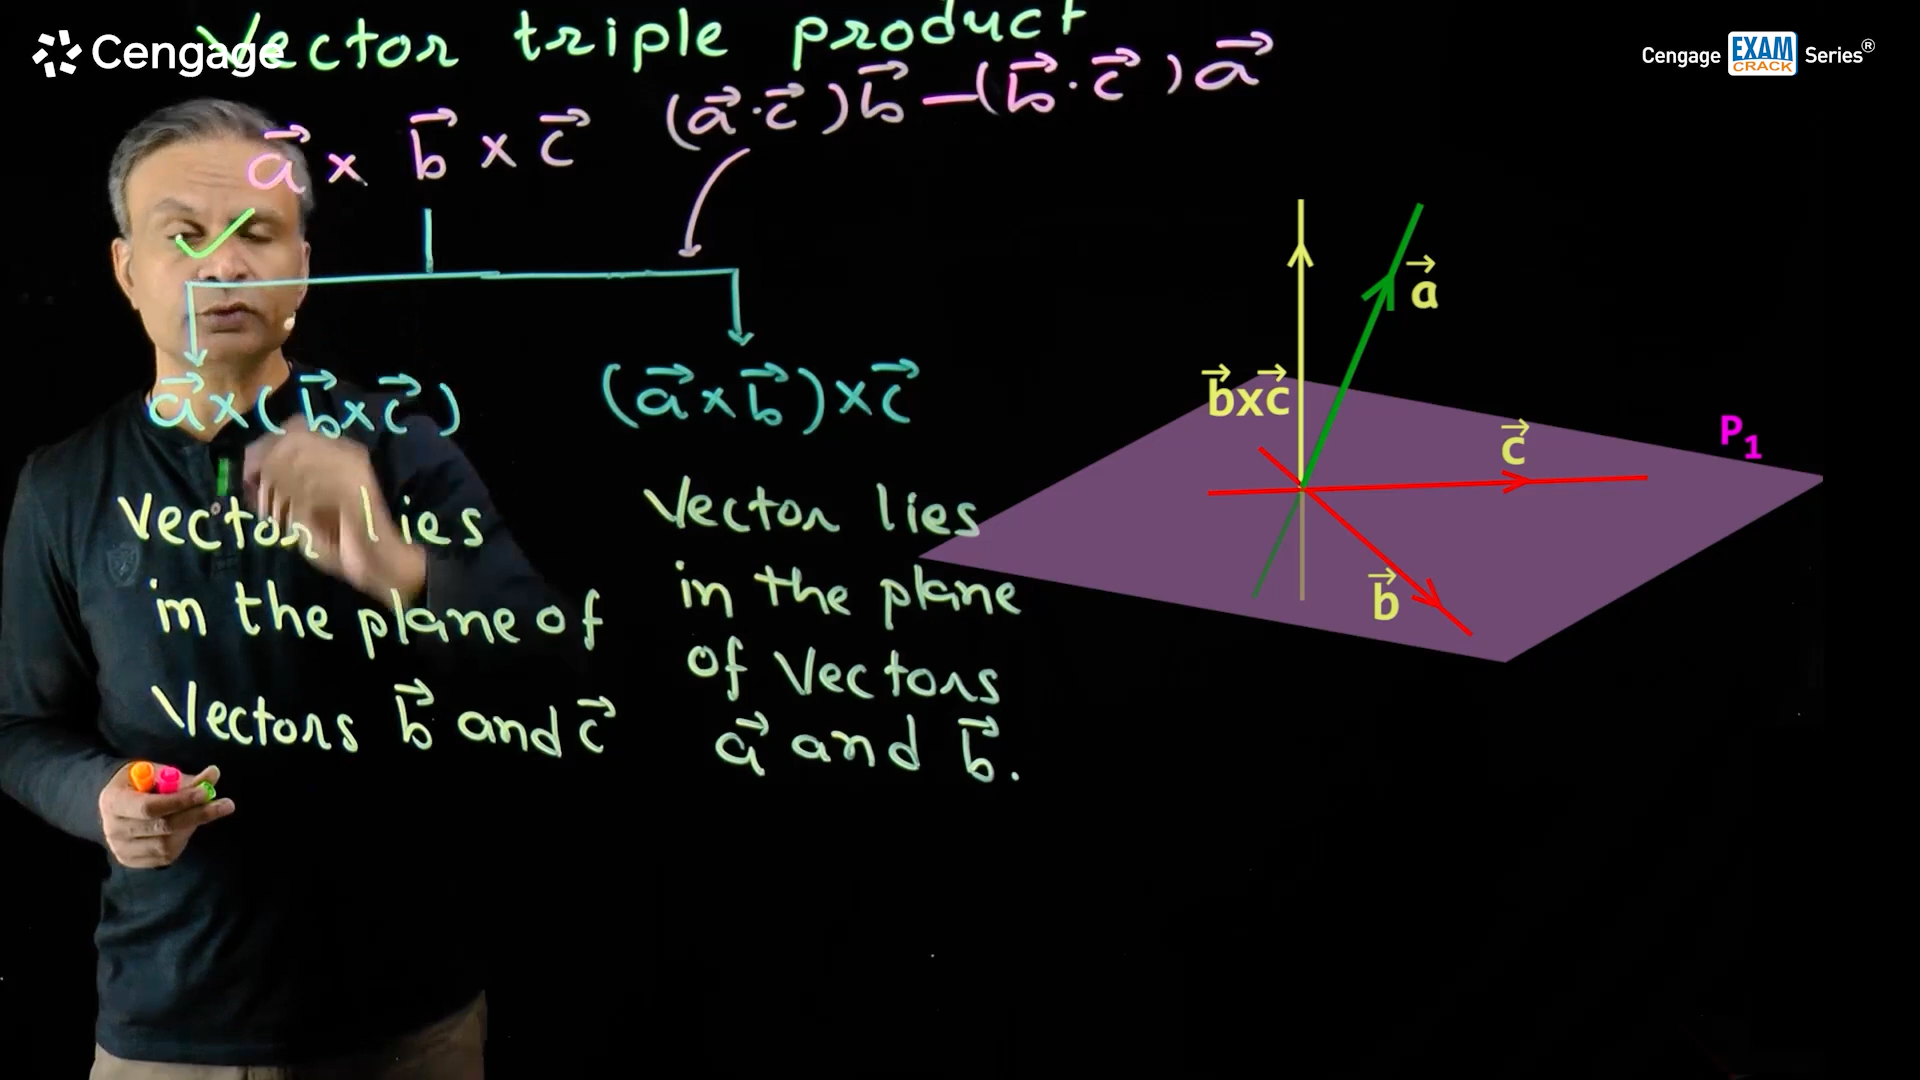 Cengage
Vector triple product
Cengage EXAM CRACK Series®
(a⃗·c⃗)b⃗ − (b⃗·c⃗)a⃗
a⃗ × b⃗ × c⃗
a⃗×(b⃗×c⃗)
(a⃗×b⃗)×c⃗
Vector lies
in the plane of
Vectors b⃗ and c⃗
Vector lies
in the plane
of Vectors
a⃗ and b⃗.
a⃗
b⃗xc⃗
c⃗
P₁
b⃗